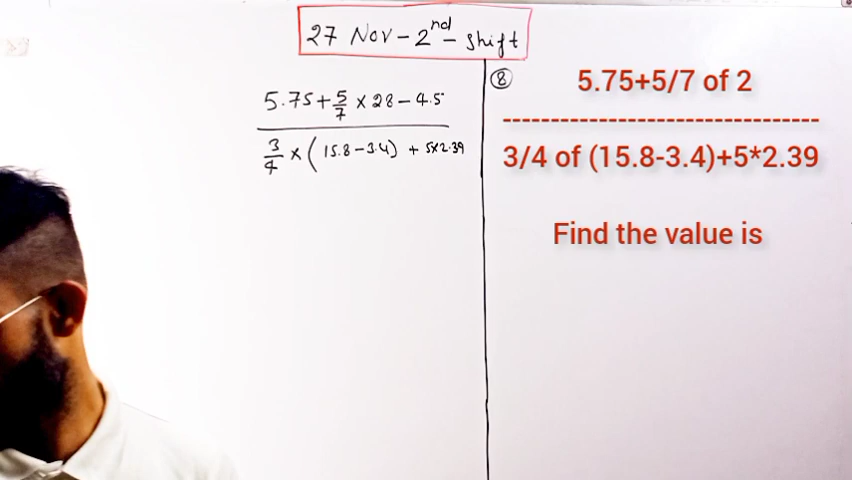 27 Nov - 2nd - shift
5.75 + 5/7 × 28 - 4.5
3/4 × (15.8 - 3.4) + 5×2.39
8
5.75+5/7 of 2
---------------------------------
3/4 of (15.8-3.4)+5*2.39
Find the value is